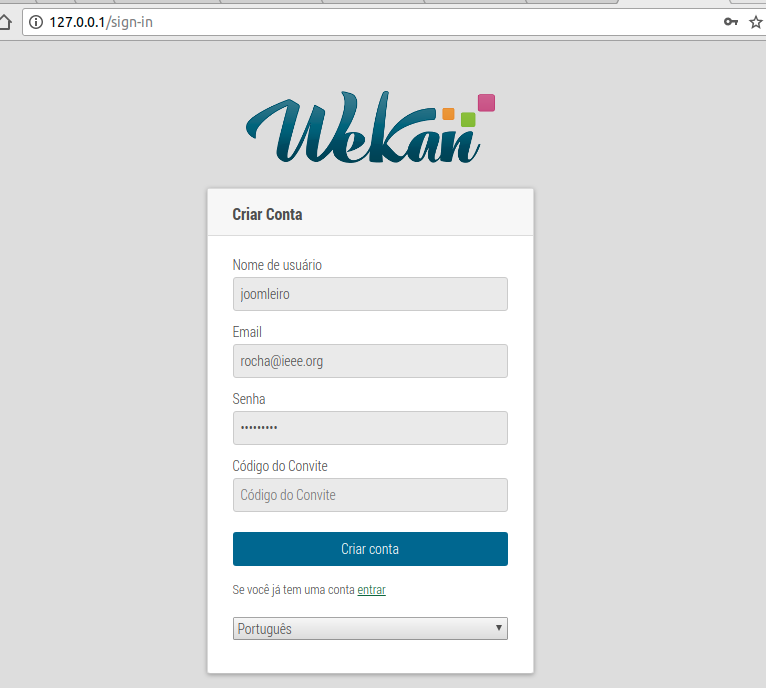 127.0.0.1/sign-in
WeKan
Criar Conta
Nome de usuário
joomleiro
Email
rocha@ieee.org
Senha
•••••••••
Código do Convite
Código do Convite
Criar conta
Se você já tem uma conta entrar
Português